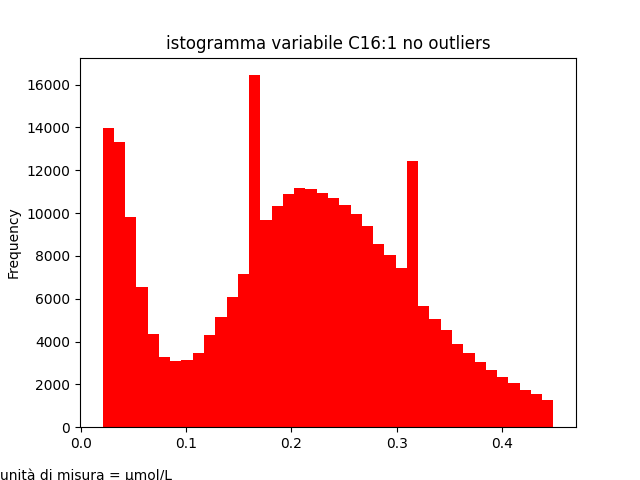 istogramma variabile C16:1 no outliers
16000
14000
12000
10000
8000
6000
4000
2000
0
Frequency
0.0 0.1 0.2 0.3 0.4
unità di misura = μmol/L